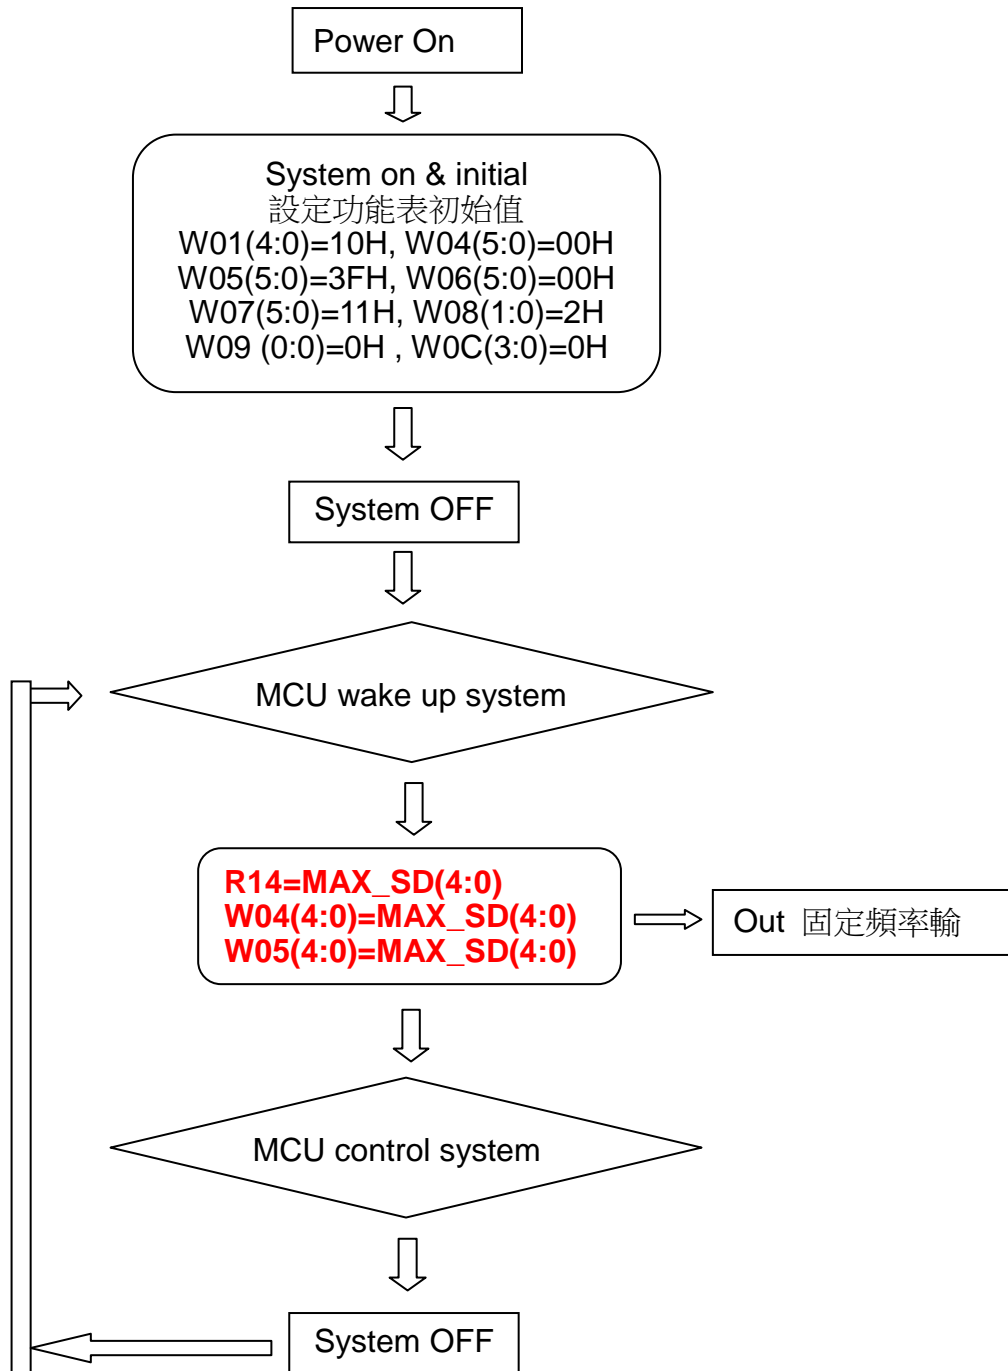 Power On
System on & initial
設定功能表初始值
W01(4:0)=10H, W04(5:0)=00H
W05(5:0)=3FH, W06(5:0)=00H
W07(5:0)=11H, W08(1:0)=2H
W09 (0:0)=0H , W0C(3:0)=0H
System OFF
MCU wake up system
R14=MAX_SD(4:0)
W04(4:0)=MAX_SD(4:0)
W05(4:0)=MAX_SD(4:0)
Out 固定頻率輸
MCU control system
System OFF